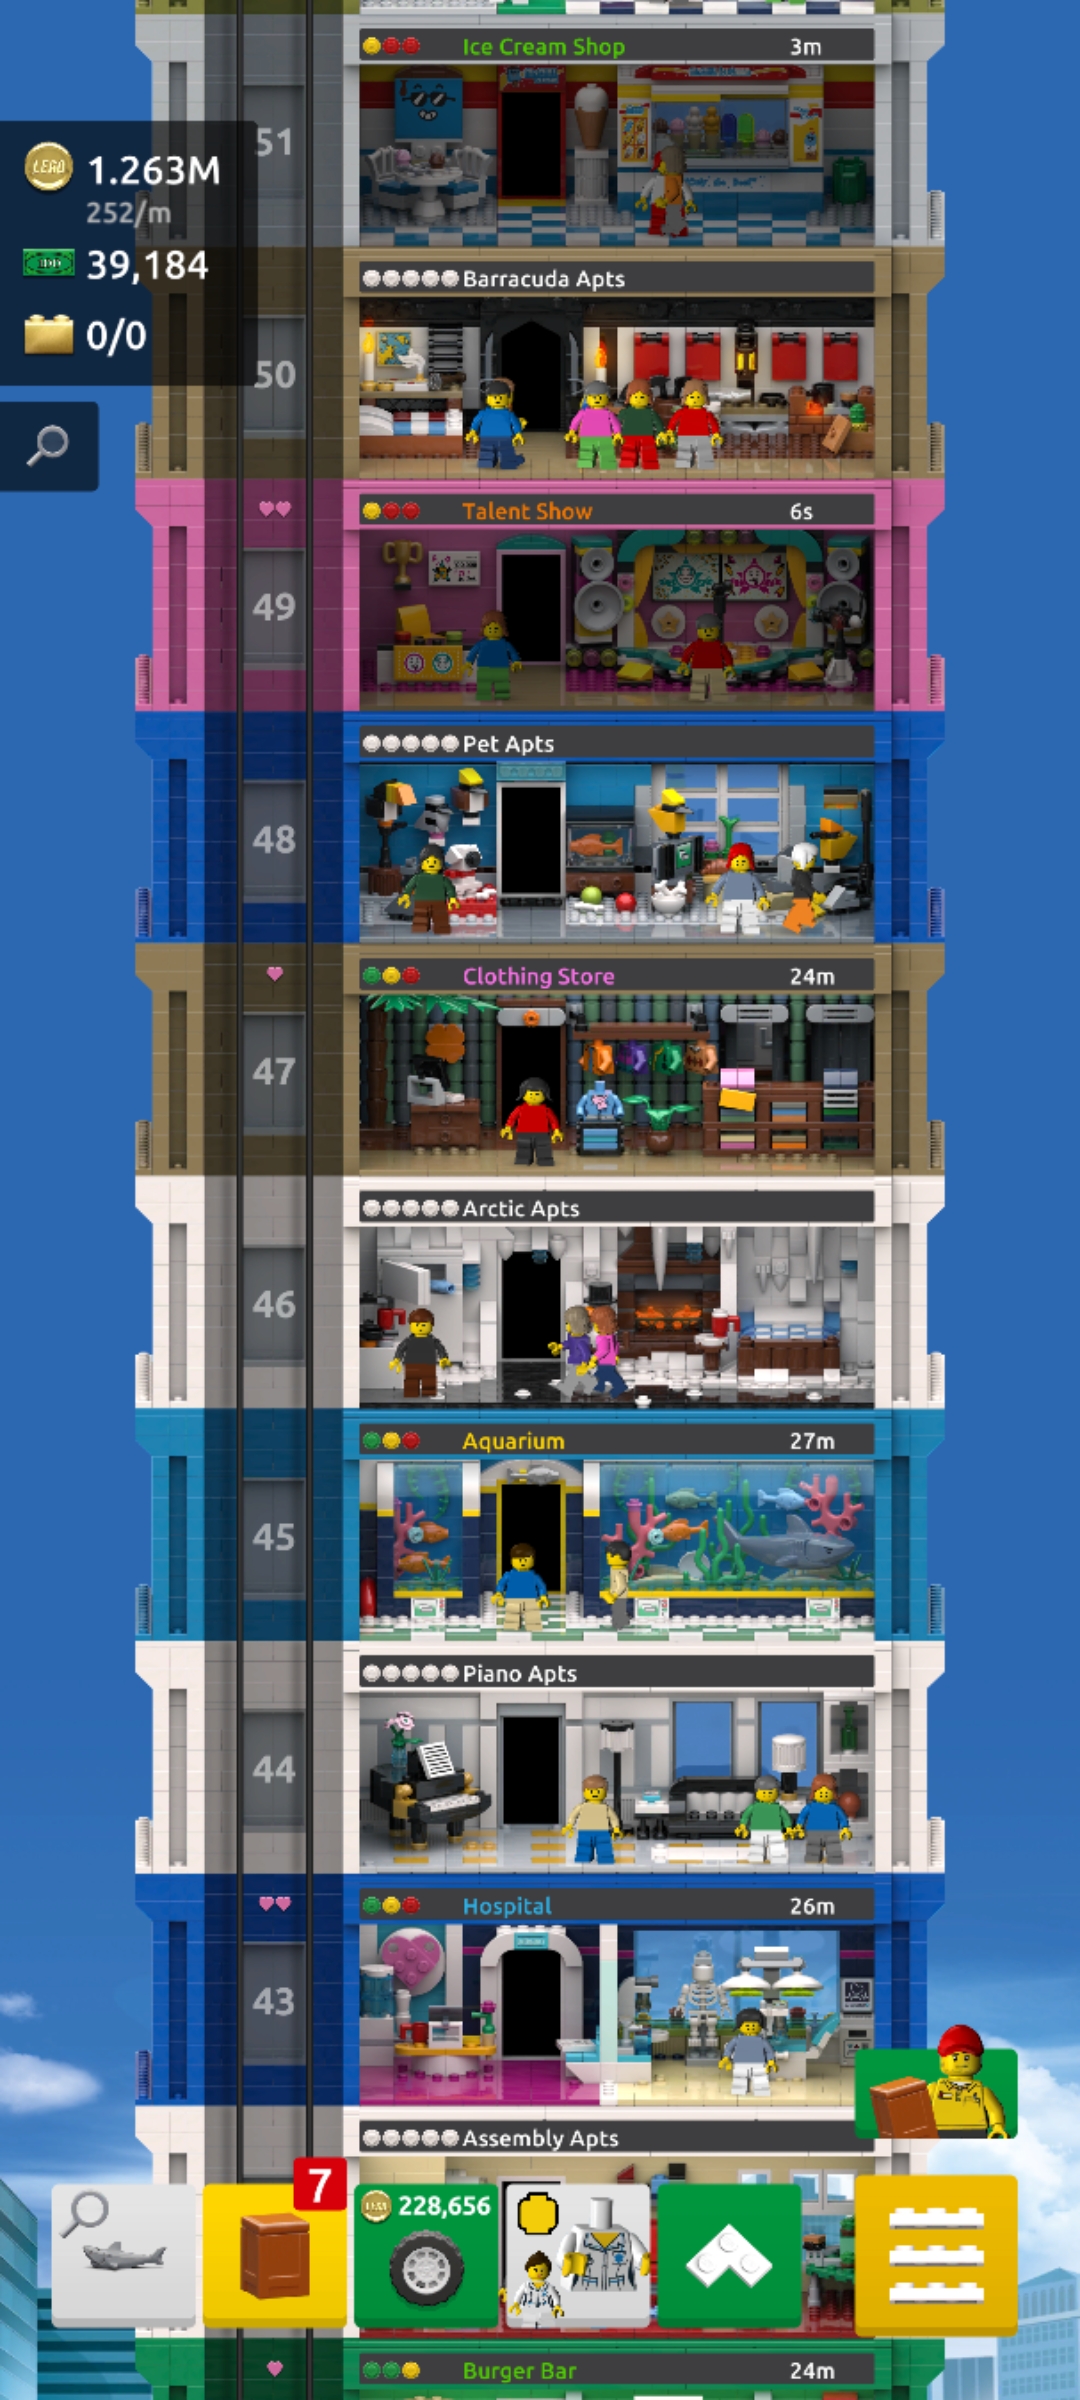 Ice Cream Shop 3m
51
LEGO 1.263M
252/m
39,184
0/0
Barracuda Apts
50
Talent Show 6s
49
Pet Apts
48
Clothing Store 24m
47
Arctic Apts
46
Aquarium 27m
45
Piano Apts
44
Hospital 26m
43
Assembly Apts
7
228,656
Burger Bar 24m